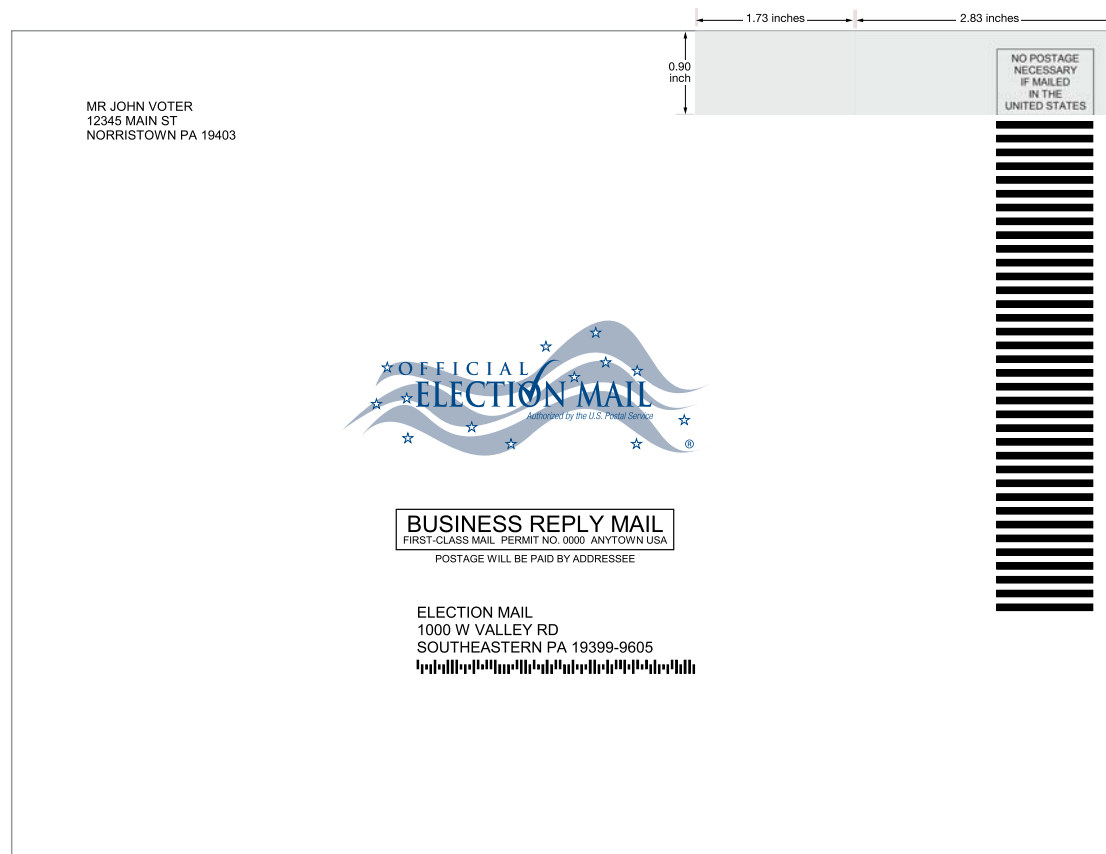 1.73 inches
2.83 inches
0.90
inch
NO POSTAGE
NECESSARY
IF MAILED
IN THE
UNITED STATES
MR JOHN VOTER
12345 MAIN ST
NORRISTOWN PA 19403
OFFICIAL
ELECTION MAIL
Authorized by the U.S. Postal Service
®
BUSINESS REPLY MAIL
FIRST-CLASS MAIL PERMIT NO. 0000 ANYTOWN USA
POSTAGE WILL BE PAID BY ADDRESSEE
ELECTION MAIL
1000 W VALLEY RD
SOUTHEASTERN PA 19399-9605